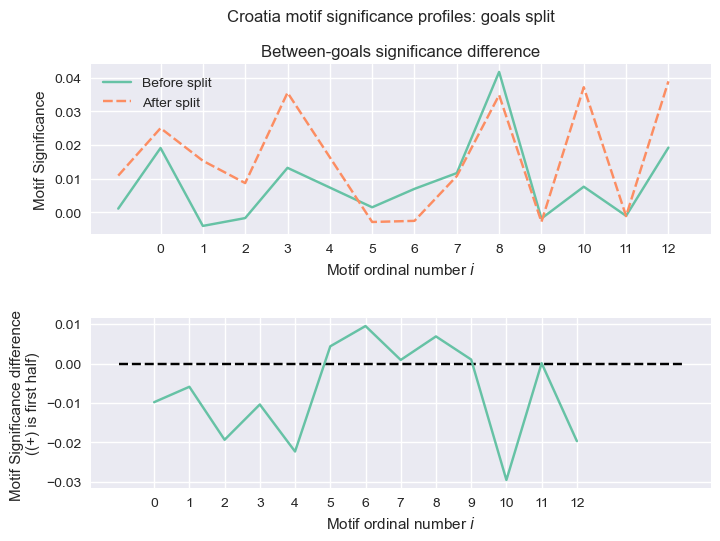 Croatia motif significance profiles: goals split
Between-goals significance difference
Motif Significance
0.04
0.03
0.02
0.01
0.00
Before split
After split
0 1 2 3 4 5 6 7 8 9 10 11 12
Motif ordinal number i
Motif Significance difference
((+) is first half)
0.01
0.00
−0.01
−0.02
−0.03
0 1 2 3 4 5 6 7 8 9 10 11 12
Motif ordinal number i